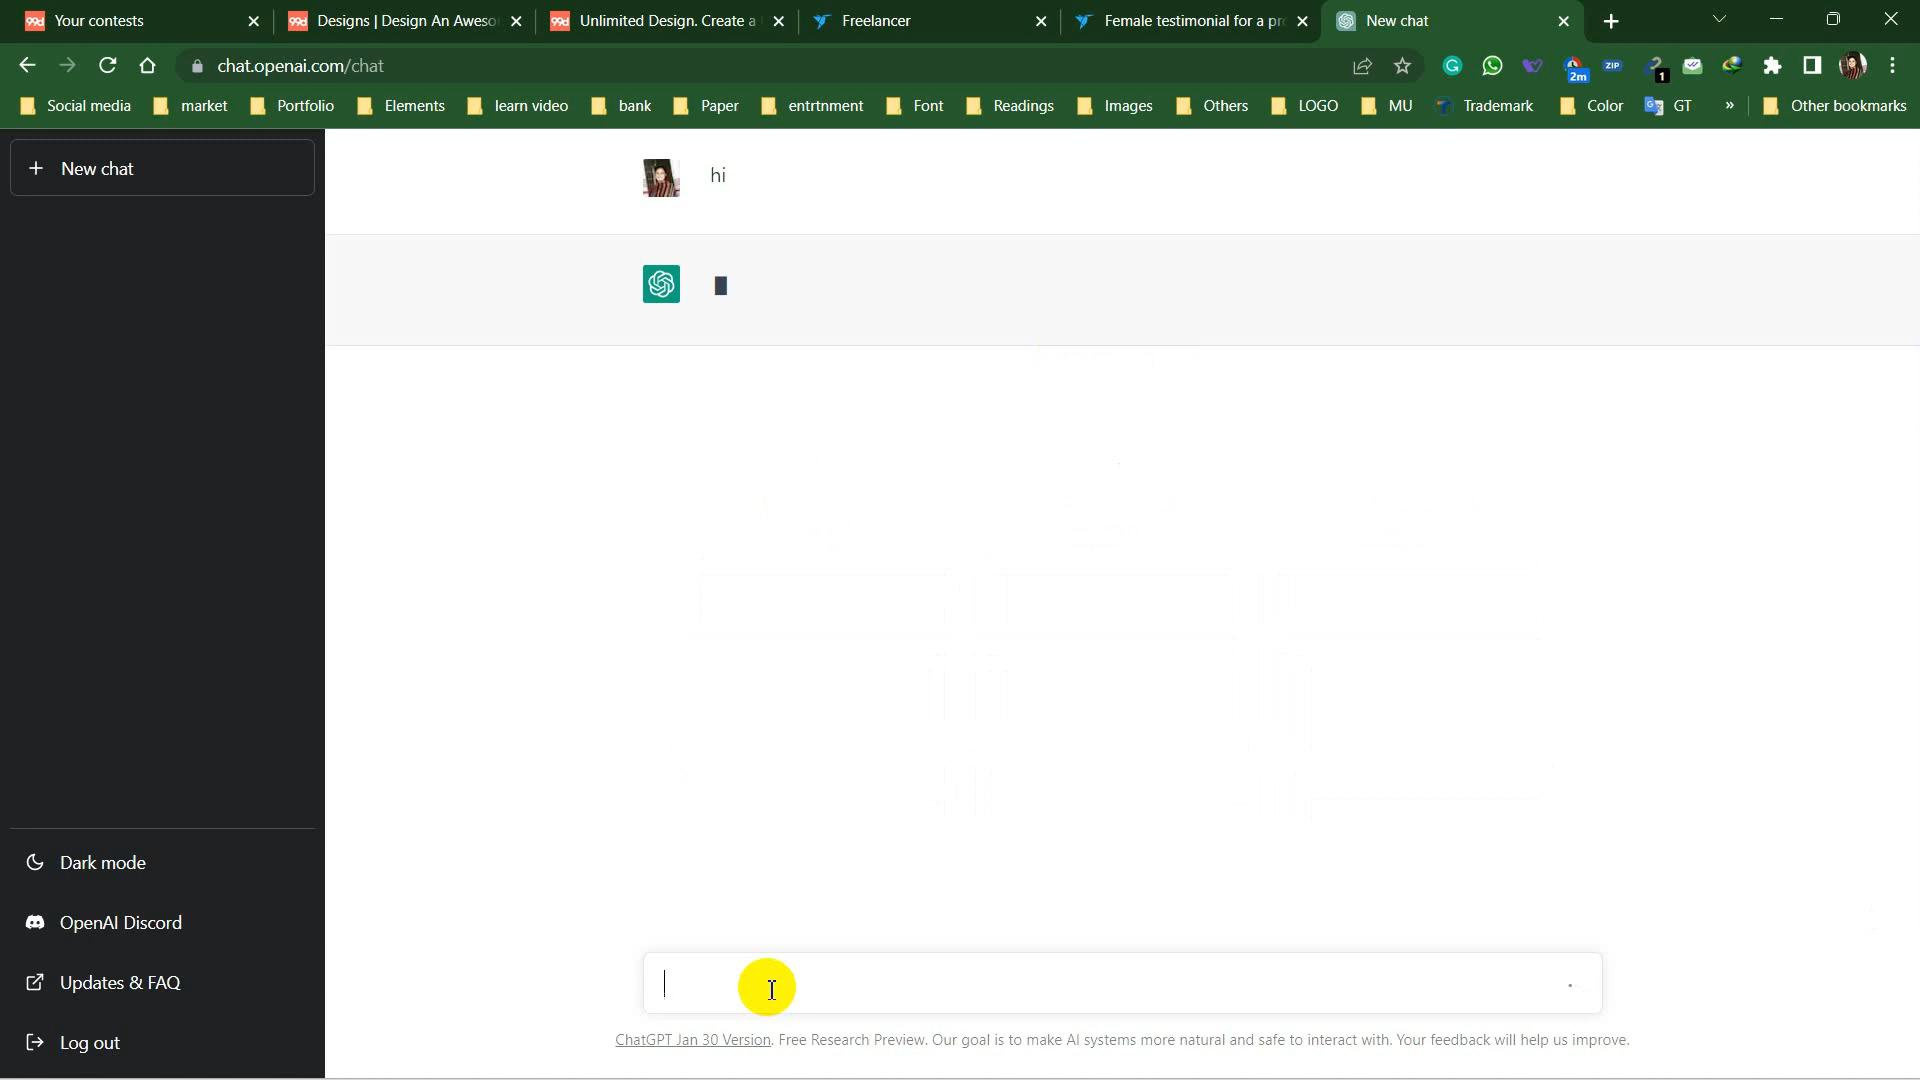 Your contests
Designs | Design An Aweso
Unlimited Design. Create a
Freelancer
Female testimonial for a pr
New chat
chat.openai.com/chat
2m
ZIP
1
Social media
market
Portfolio
Elements
learn video
bank
Paper
entrtnment
Font
Readings
Images
Others
LOGO
MU
Trademark
Color
GT
»
Other bookmarks
+ New chat
hi
Dark mode
OpenAI Discord
Updates & FAQ
Log out
ChatGPT Jan 30 Version. Free Research Preview. Our goal is to make AI systems more natural and safe to interact with. Your feedback will help us improve.